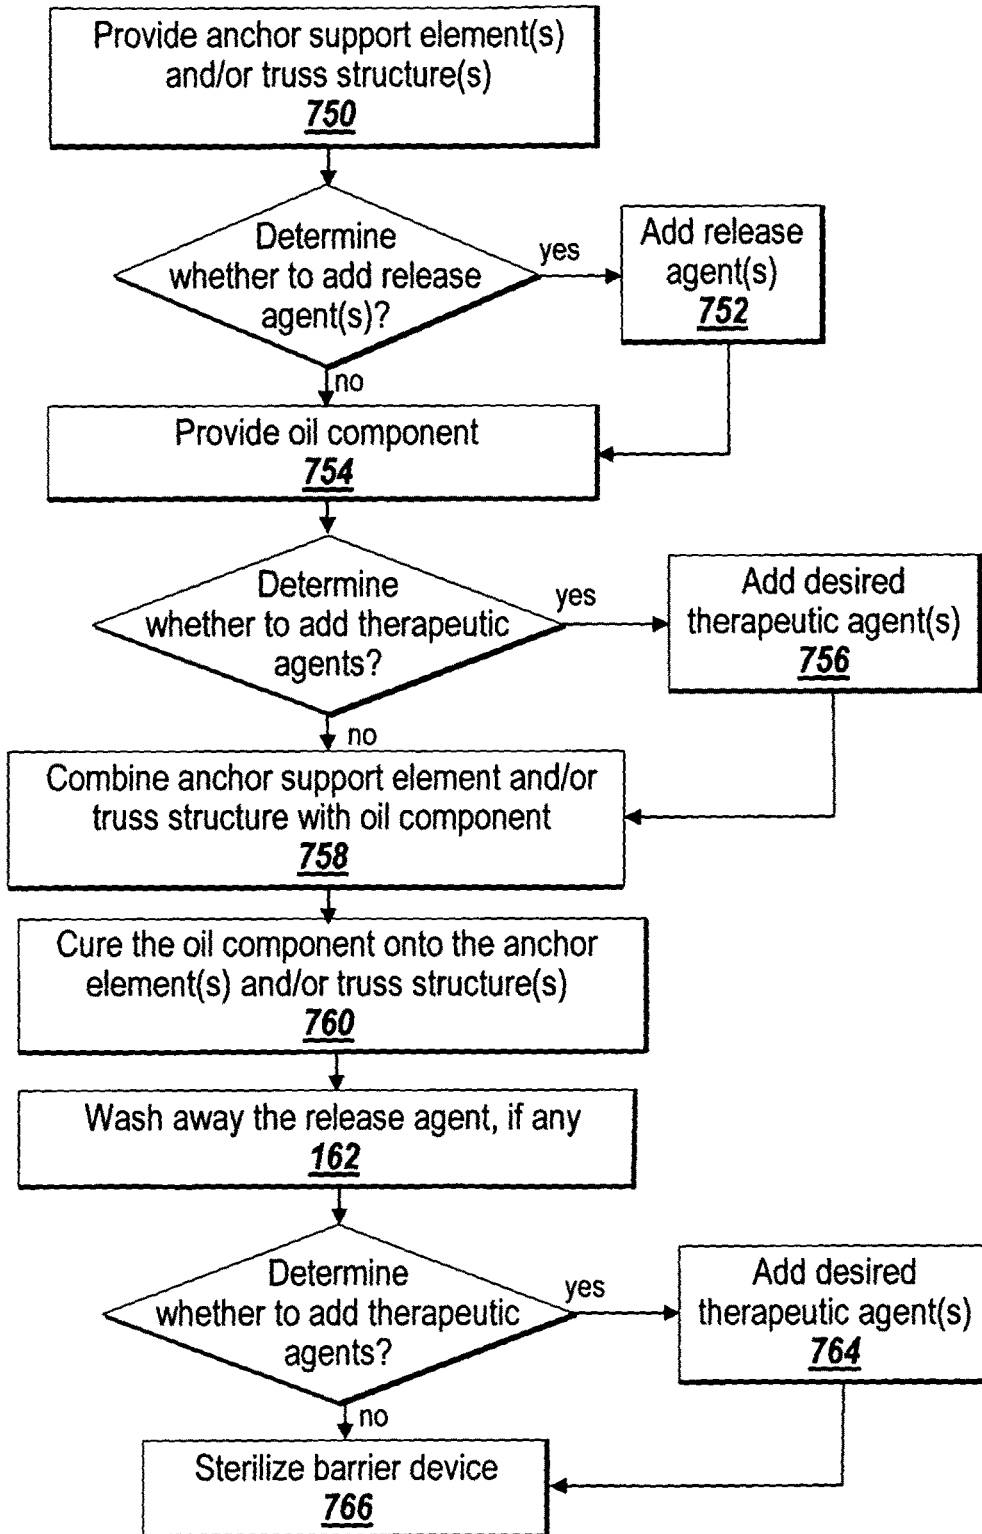 Provide anchor support element(s)
and/or truss structure(s)
750
Determine
whether to add release
agent(s)?
yes
Add release
agent(s)
752
no
Provide oil component
754
Determine
whether to add therapeutic
agents?
yes
Add desired
therapeutic agent(s)
756
no
Combine anchor support element and/or
truss structure with oil component
758
Cure the oil component onto the anchor
element(s) and/or truss structure(s)
760
Wash away the release agent, if any
162
Determine
whether to add therapeutic
agents?
yes
Add desired
therapeutic agent(s)
764
no
Sterilize barrier device
766